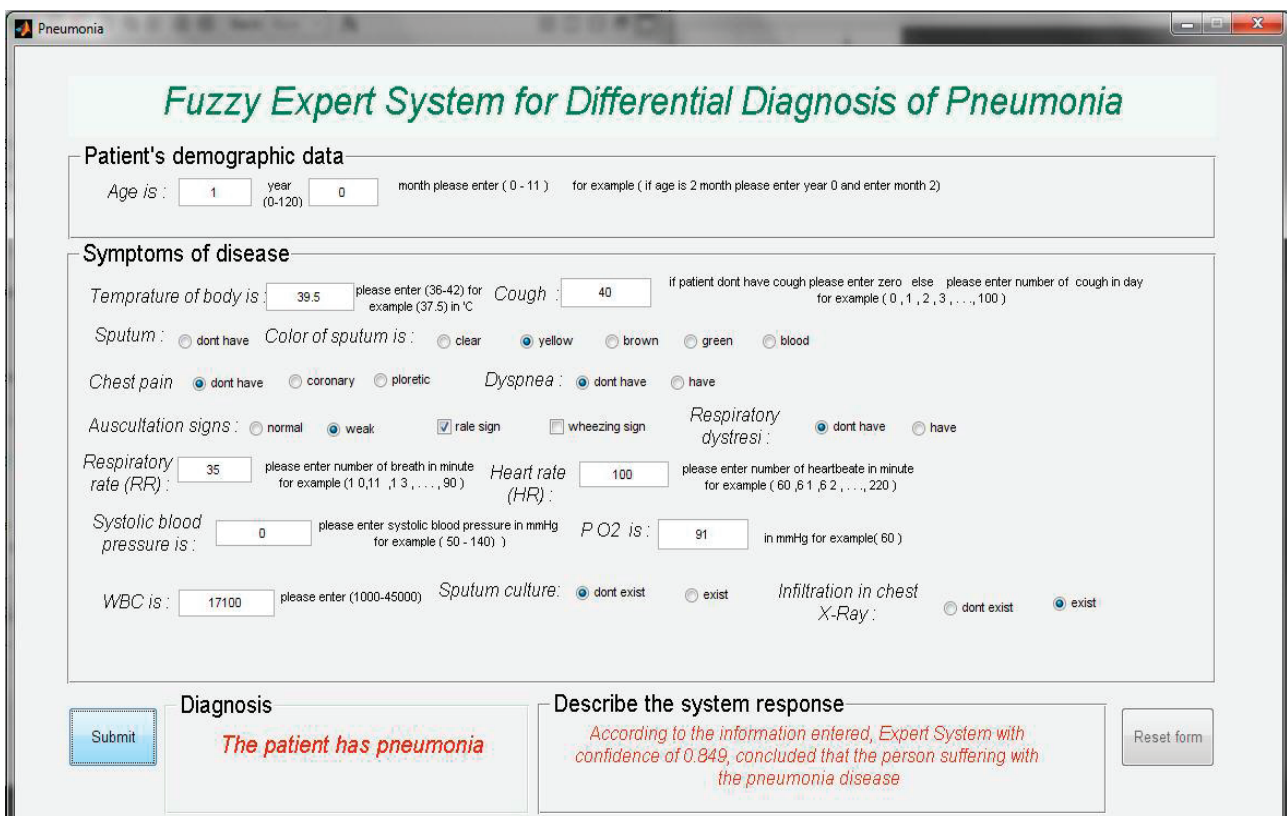 Pneumonia
Fuzzy Expert System for Differential Diagnosis of Pneumonia
Patient's demographic data
Age is : 1 year (0-120) 0 month please enter ( 0 - 11 ) for example ( if age is 2 month please enter year 0 and enter month 2)
Symptoms of disease
Temprature of body is : 39.5 please enter (36-42) for example (37.5) in 'C Cough : 40 if patient dont have cough please enter zero else please enter number of cough in day for example ( 0 , 1 , 2 , 3 , . . . , 100 )
Sputum : dont have Color of sputum is : clear yellow brown green blood
Chest pain dont have coronary ploretic Dyspnea : dont have have
Auscultation signs : normal weak rale sign wheezing sign Respiratory dystresi : dont have have
Respiratory rate (RR) : 35 please enter number of breath in minute for example (1 0,11 ,1 3 , . . . , 90 ) Heart rate (HR) : 100 please enter number of heartbeate in minute for example ( 60 ,6 1 ,6 2 , . . . , 220 )
Systolic blood pressure is : 0 please enter systolic blood pressure in mmHg for example ( 50 - 140) ) P O2 is : 91 in mmHg for example( 60 )
WBC is : 17100 please enter (1000-45000) Sputum culture: dont exist exist Infiltration in chest X-Ray : dont exist exist
Submit
Diagnosis
The patient has pneumonia
Describe the system response
According to the information entered, Expert System with
confidence of 0.849, concluded that the person suffering with
the pneumonia disease
Reset form